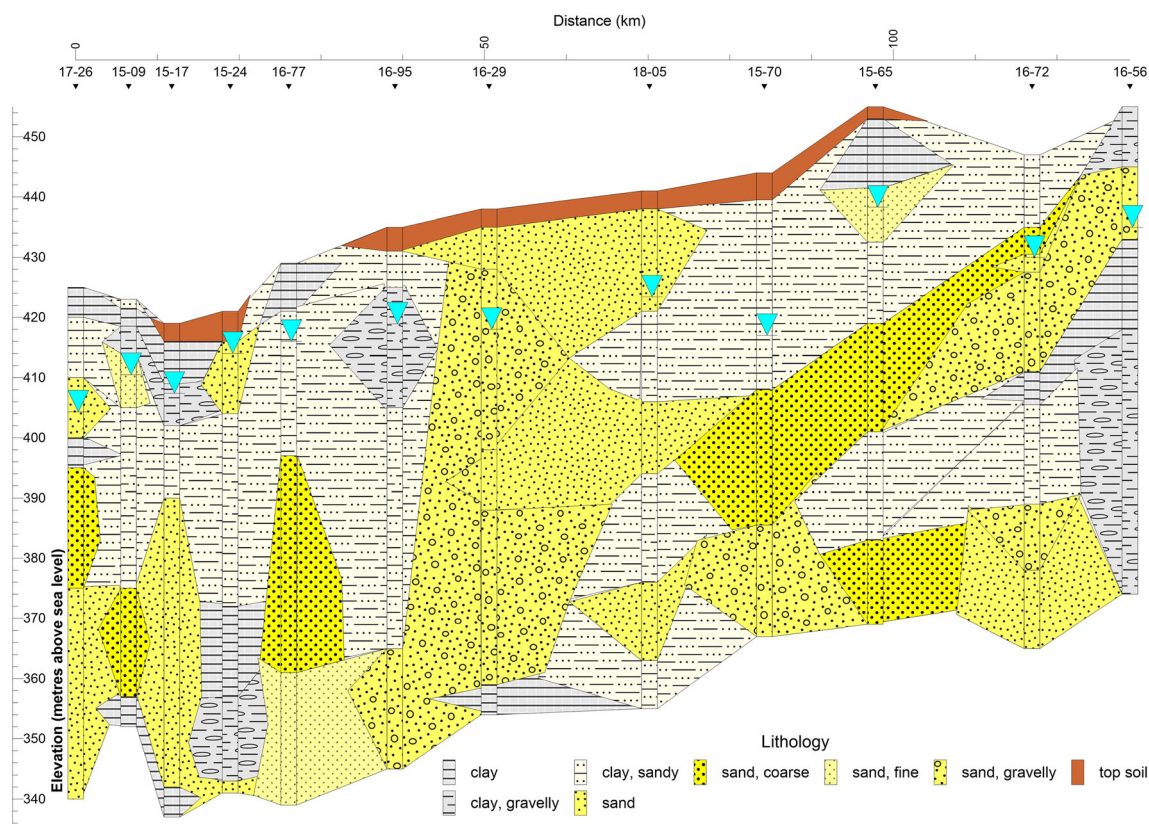 Distance (km)
0 50 100
17-26 15-09 15-17 15-24 16-77 16-95 16-29 18-05 15-70 15-65 16-72 16-56
450
440
430
420
410
400
390
380
370
360
350
340
Elevation (metres above sea level)
Lithology
clay clay, sandy sand, coarse sand, fine sand, gravelly top soil
clay, gravelly sand